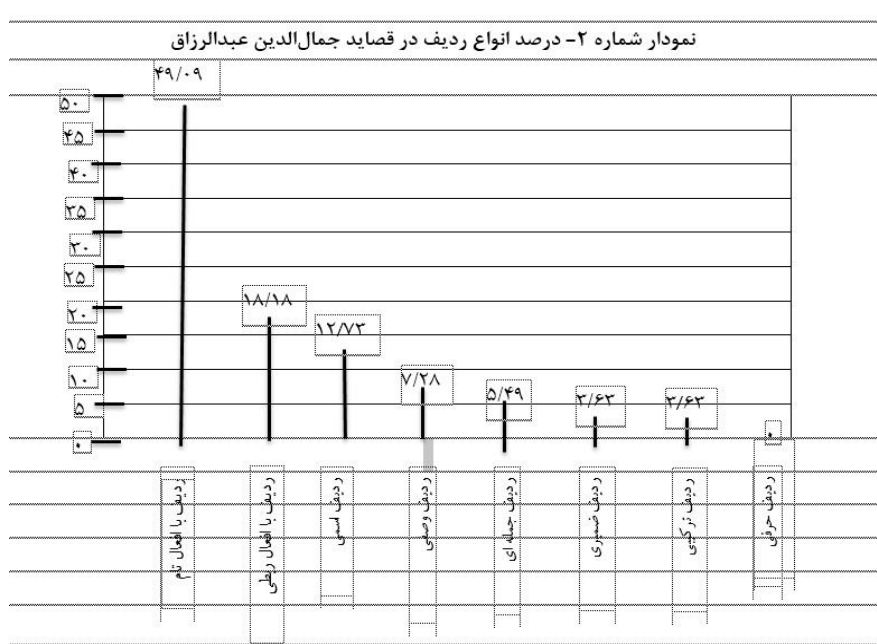 نمودار شماره ۲- درصد انواع ردیف در قصاید جمال‌الدین عبدالرزاق
۴۹/۰۹
۵۰
۴۵
۴۰
۳۵
۳۰
۲۵
۲۰
۱۵
۱۰
۵
۰
۱۸/۱۸
۱۲/۷۳
۷/۲۸
۵/۴۹
۳/۶۳
۳/۶۳
۰
ردیف با افعال تام
ردیف با افعال ربطی
ردیف اسمی
ردیف وصفی
ردیف جمله ای
ردیف ضمیری
ردیف ترکیبی
ردیف حرفی